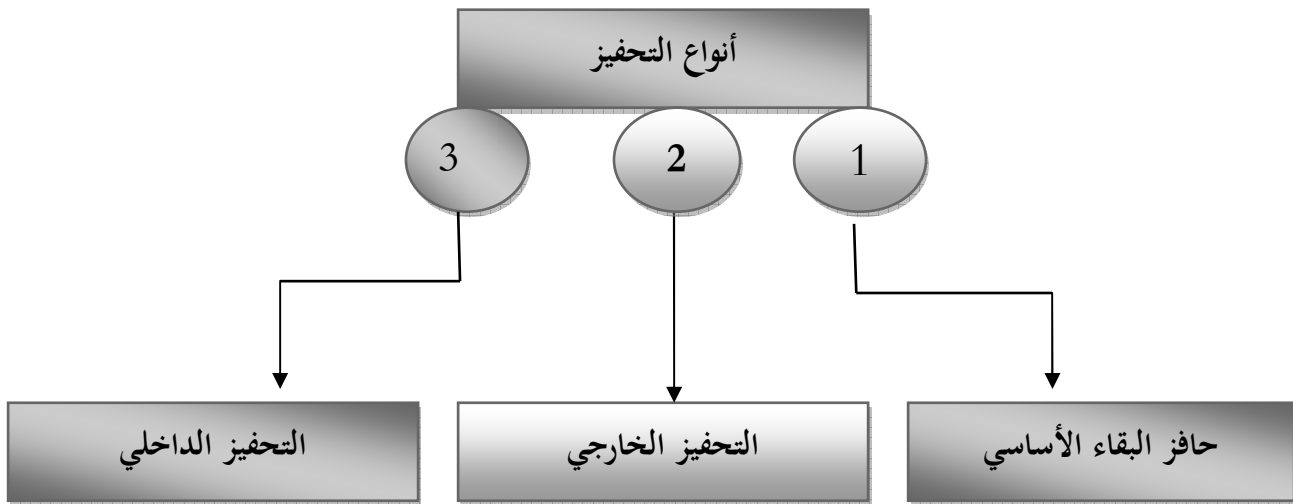 أنواع التحفيز
1
2
3
حافز البقاء الأساسي
التحفيز الخارجي
التحفيز الداخلي